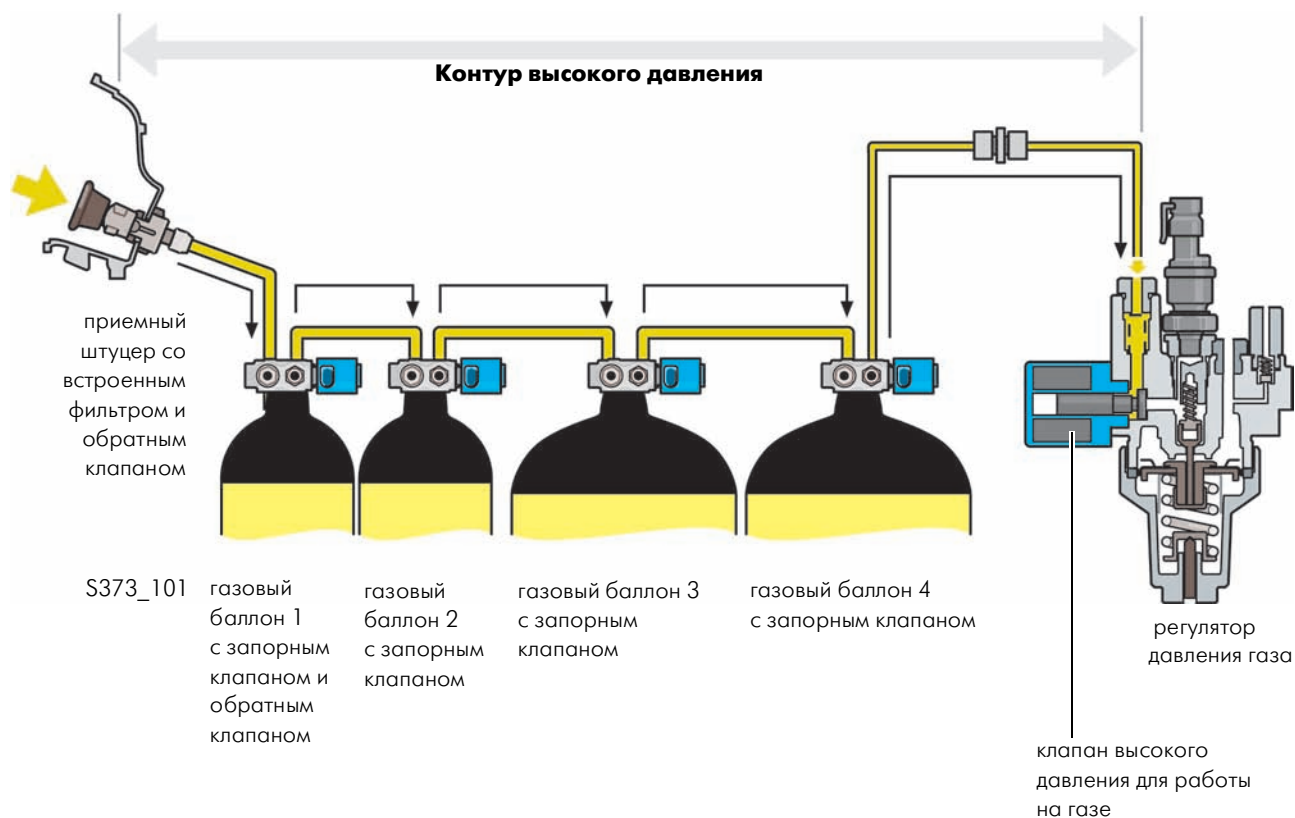 Контур высокого давления
приемный
штуцер со
встроенным
фильтром и
обратным
клапаном
S373_101
газовый
баллон 1
с запорным
клапаном и
обратным
клапаном
газовый
баллон 2
с запорным
клапаном
газовый баллон 3
с запорным
клапаном
газовый баллон 4
с запорным клапаном
регулятор
давления газа
клапан высокого
давления для работы
на газе